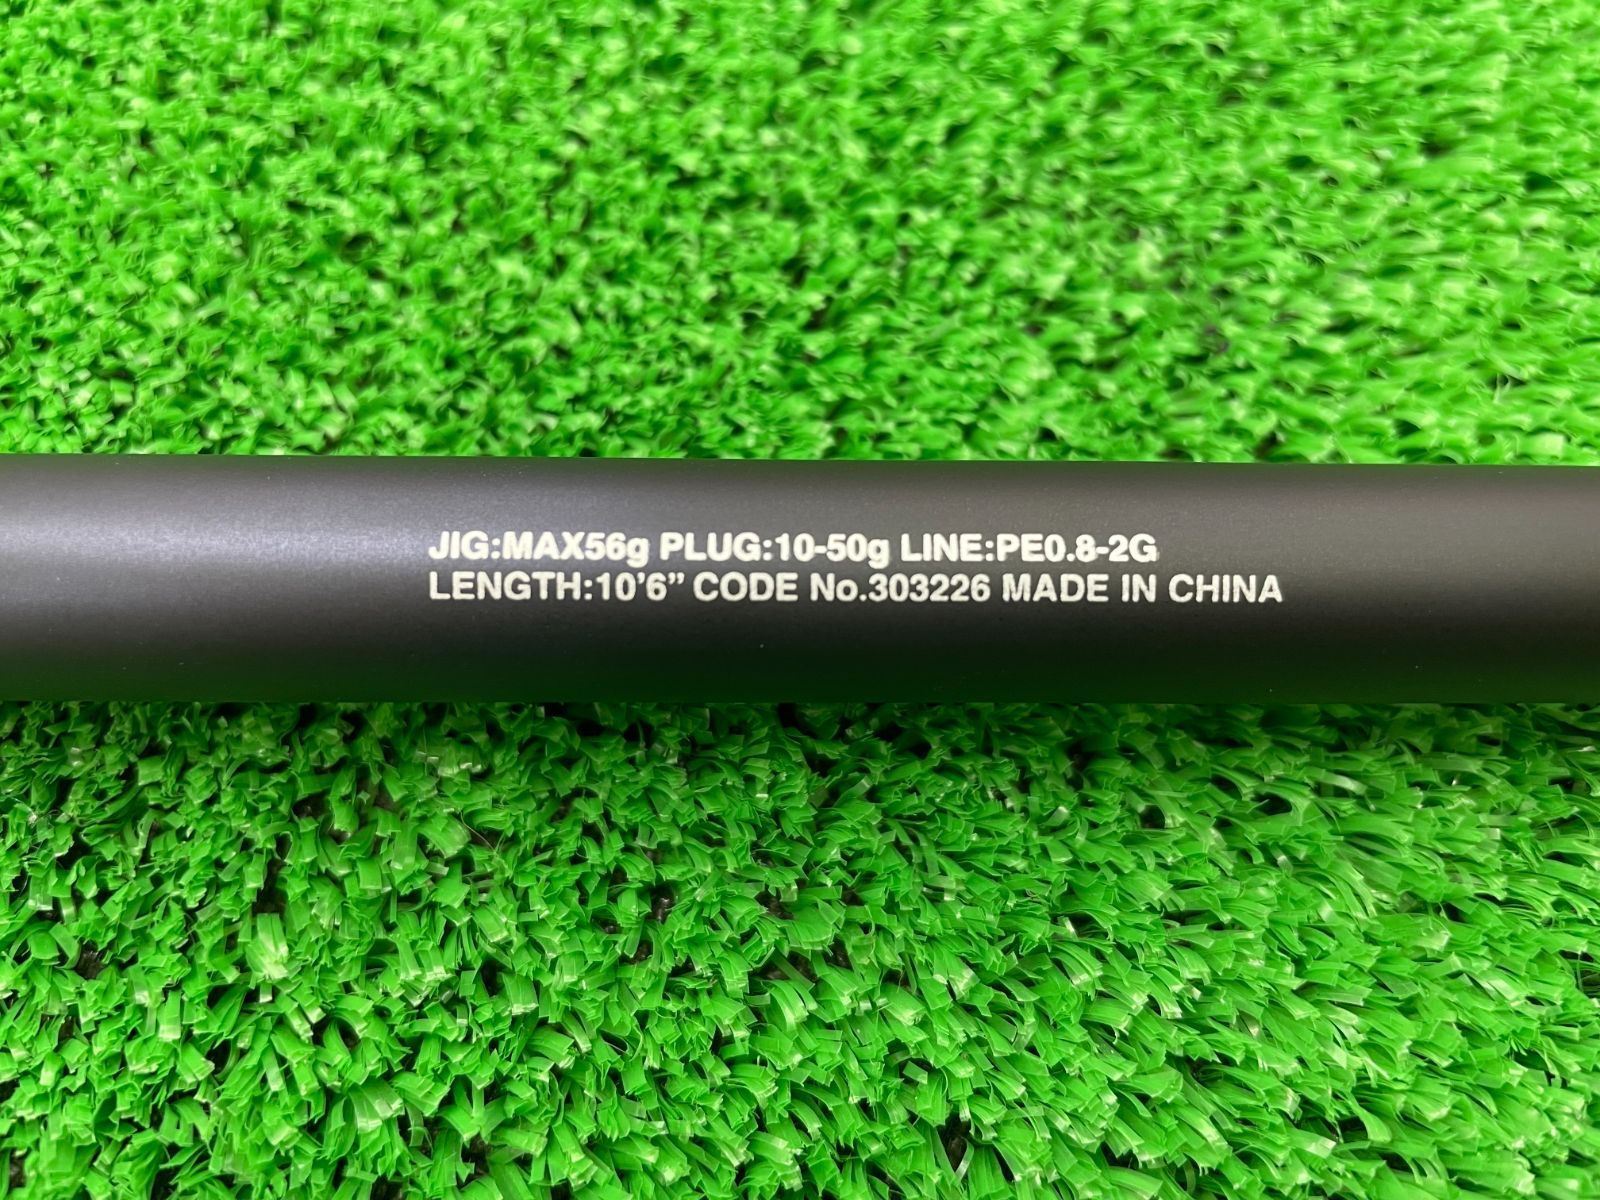 JIG:MAX56g PLUG:10-50g LINE:PE0.8-2G
LENGTH:10'6” CODE No.303226 MADE IN CHINA